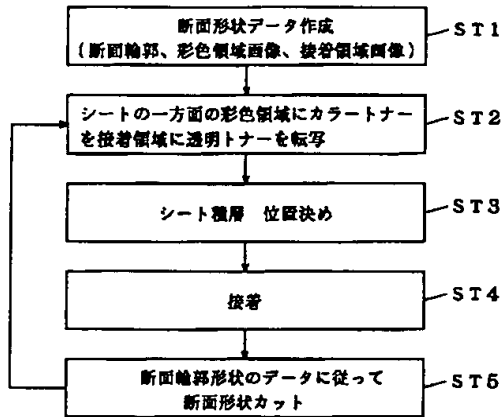 断面形状データ作成
(断面輪郭、彩色領域画像、接着領域画像)
ST1
シートの一方面の彩色領域にカラートナー
を接着領域に透明トナーを転写
ST2
シート積層 位置決め
ST3
接着
ST4
断面輪郭形状のデータに従って
断面形状カット
ST5